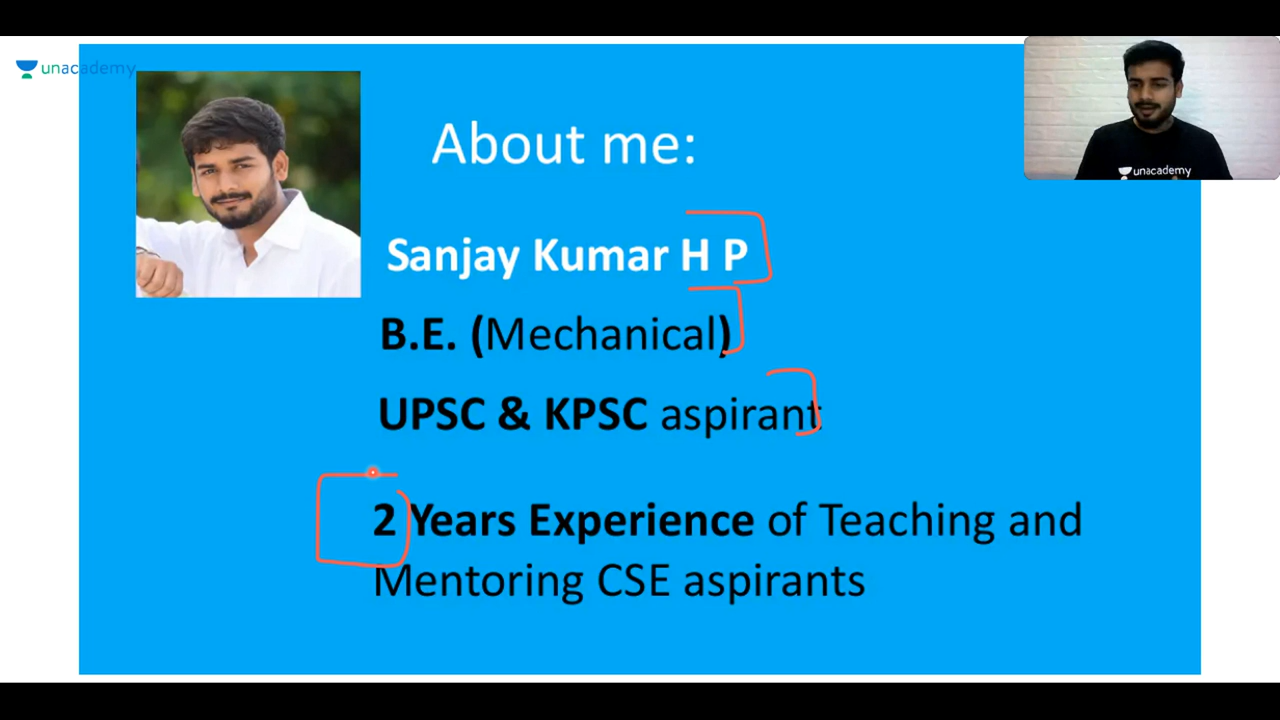 unacademy
About me:
unacademy
Sanjay Kumar H P
B.E. (Mechanical)
UPSC & KPSC aspirant
2 Years Experience of Teaching and
Mentoring CSE aspirants